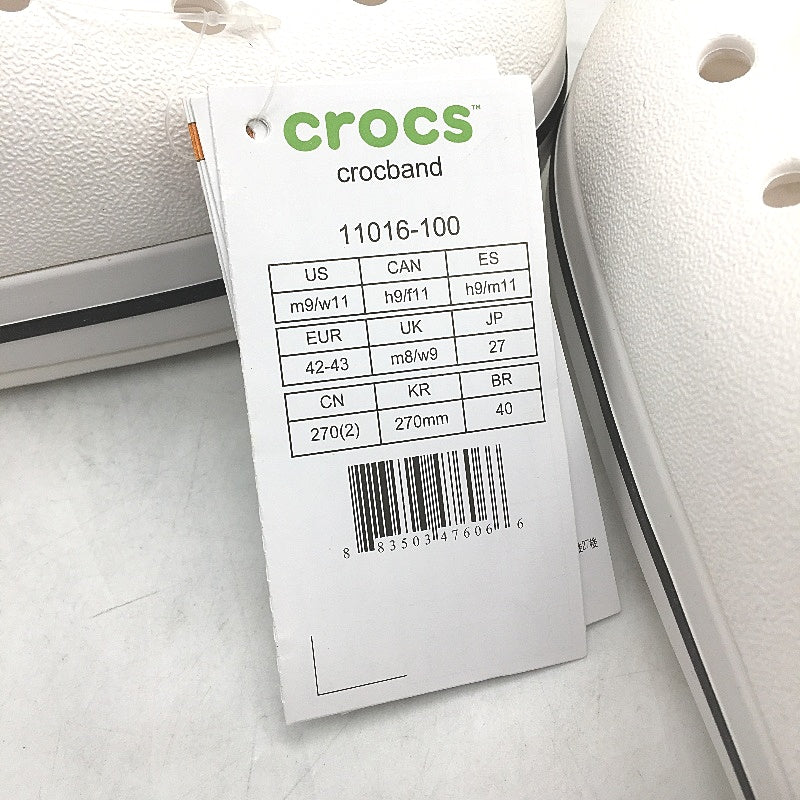 crocs™
crocband
11016-100
US CAN ES
m9/w11 h9/f11 h9/m11
EUR UK JP
42-43 m8/w9 27
CN KR BR
270(2) 270mm 40
8 83503 47606 6